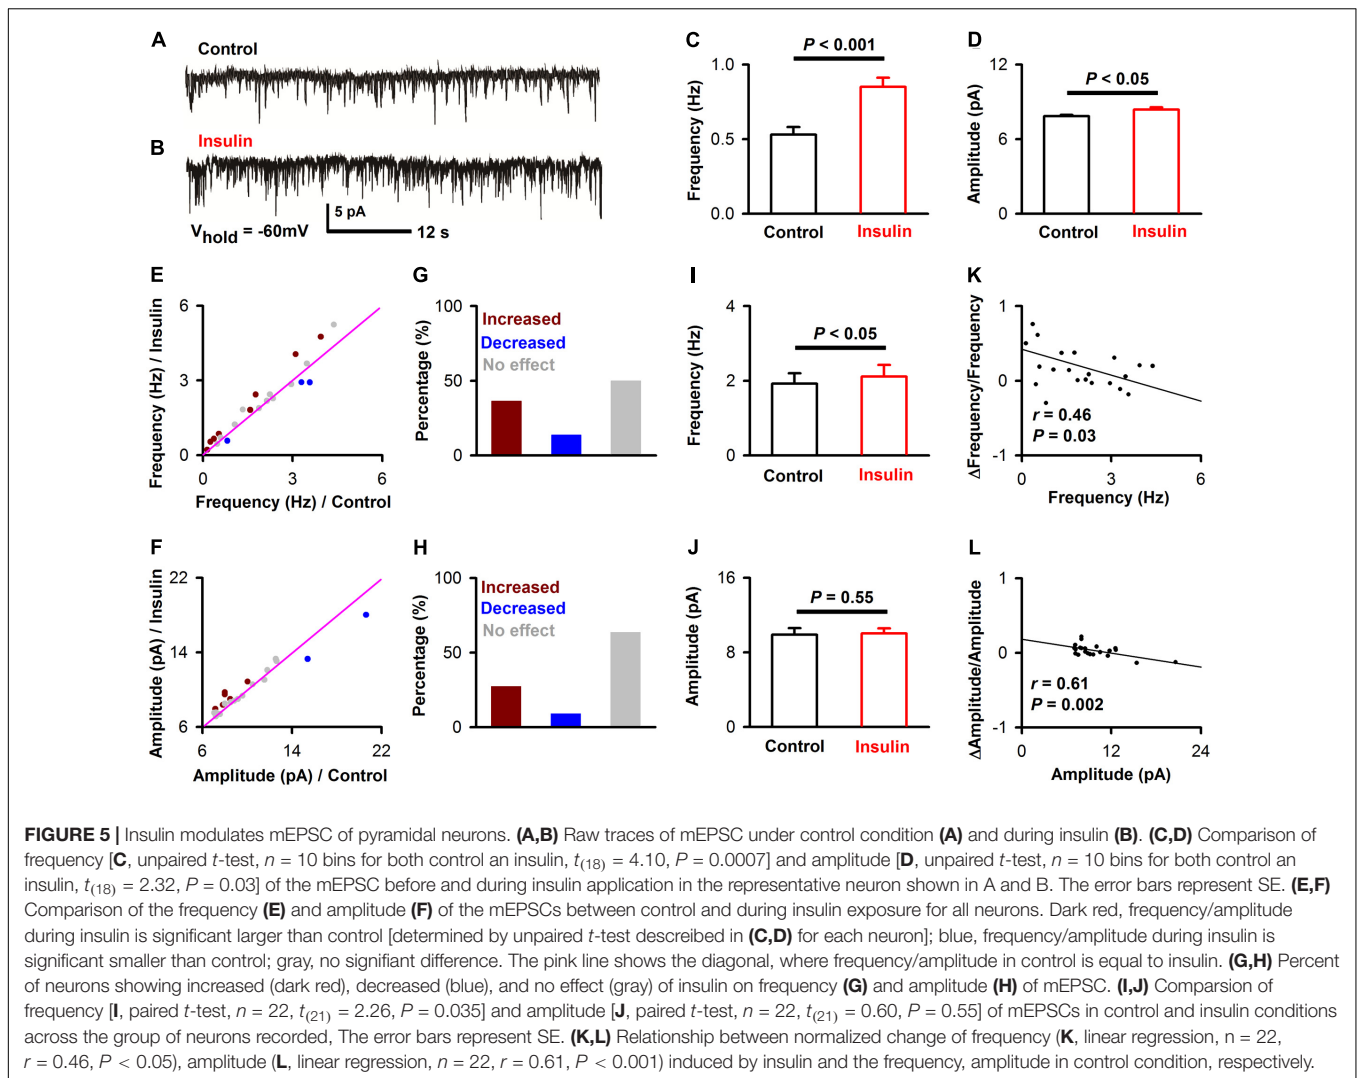 A
Control
B
Insulin
5 pA
12 s
Vhold = -60mV
C
P < 0.001
1.0
0.5
0.0
Frequency (Hz)
Control
Insulin
D
P < 0.05
12
6
0
Amplitude (pA)
Control
Insulin
E
6
3
0
Frequency (Hz) / Insulin
0
3
6
Frequency (Hz) / Control
G
100
50
0
Percentage (%)
Increased
Decreased
No effect
I
4
2
0
Frequency (Hz)
P < 0.05
Control
Insulin
K
1
0
-1
ΔFrequency/Frequency
r = 0.46
P = 0.03
0
3
6
Frequency (Hz)
F
22
14
6
Amplitude (pA) / Insulin
6
14
22
Amplitude (pA) / Control
H
100
50
0
Percentage (%)
Increased
Decreased
No effect
J
16
8
0
Amplitude (pA)
P = 0.55
Control
Insulin
L
1
0
-1
ΔAmplitude/Amplitude
r = 0.61
P = 0.002
0
12
24
Amplitude (pA)
FIGURE 5 | Insulin modulates mEPSC of pyramidal neurons. (A,B) Raw traces of mEPSC under control condition (A) and during insulin (B). (C,D) Comparison of
frequency [C, unpaired t-test, n = 10 bins for both control an insulin, t(18) = 4.10, P = 0.0007] and amplitude [D, unpaired t-test, n = 10 bins for both control an
insulin, t(18) = 2.32, P = 0.03] of the mEPSC before and during insulin application in the representative neuron shown in A and B. The error bars represent SE. (E,F)
Comparison of the frequency (E) and amplitude (F) of the mEPSCs between control and during insulin exposure for all neurons. Dark red, frequency/amplitude
during insulin is significant larger than control [determined by unpaired t-test descreibed in (C,D) for each neuron]; blue, frequency/amplitude during insulin is
significant smaller than control; gray, no signifiant difference. The pink line shows the diagonal, where frequency/amplitude in control is equal to insulin. (G,H) Percent
of neurons showing increased (dark red), decreased (blue), and no effect (gray) of insulin on frequency (G) and amplitude (H) of mEPSC. (I,J) Comparsion of
frequency [I, paired t-test, n = 22, t(21) = 2.26, P = 0.035] and amplitude [J, paired t-test, n = 22, t(21) = 0.60, P = 0.55] of mEPSCs in control and insulin conditions
across the group of neurons recorded, The error bars represent SE. (K,L) Relationship between normalized change of frequency (K, linear regression, n = 22,
r = 0.46, P < 0.05), amplitude (L, linear regression, n = 22, r = 0.61, P < 0.001) induced by insulin and the frequency, amplitude in control condition, respectively.